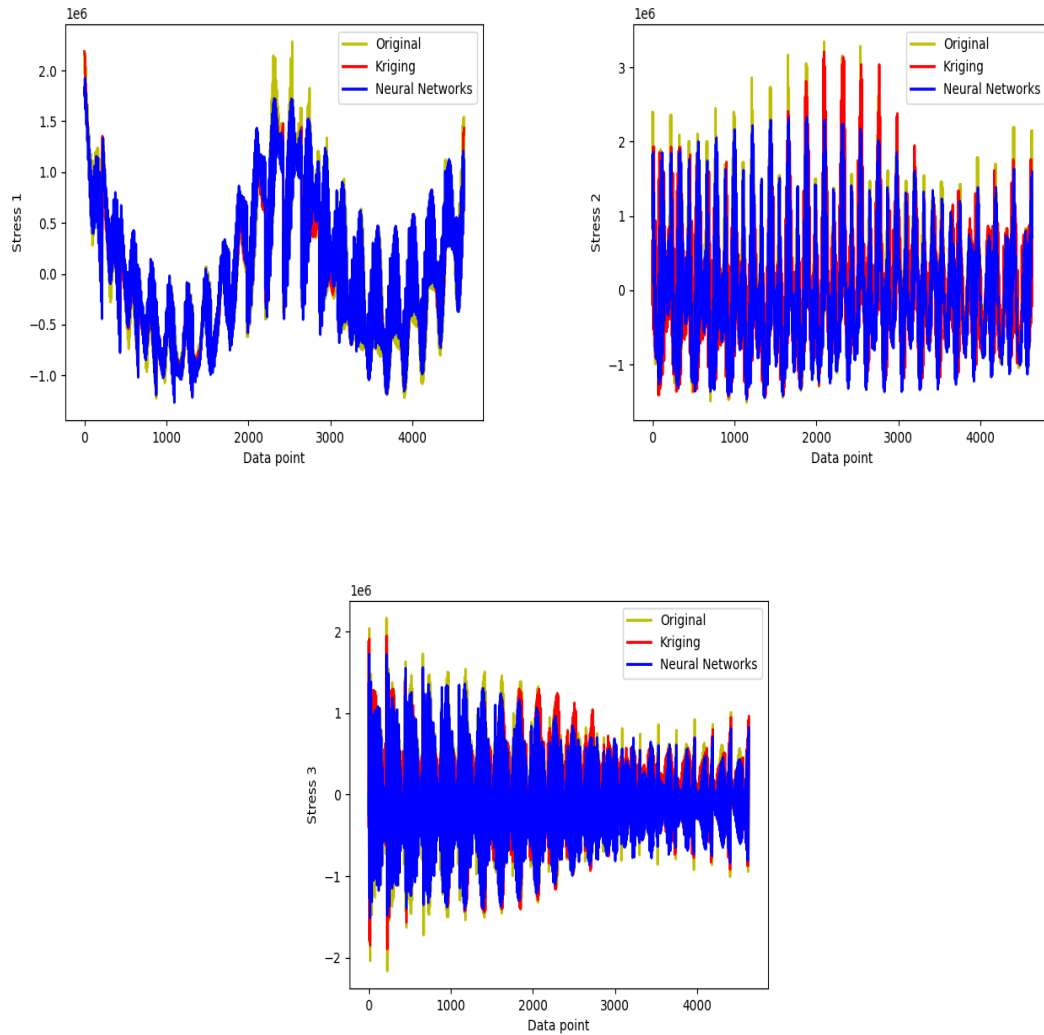 1e6
Stress 1
2.0
1.5
1.0
0.5
0.0
−0.5
−1.0
0
1000
2000
3000
4000
Data point
Original
Kriging
Neural Networks
1e6
Stress 2
3
2
1
0
−1
0
1000
2000
3000
4000
Data point
Original
Kriging
Neural Networks
1e6
Stress 3
2
1
0
−1
−2
0
1000
2000
3000
4000
Data point
Original
Kriging
Neural Networks